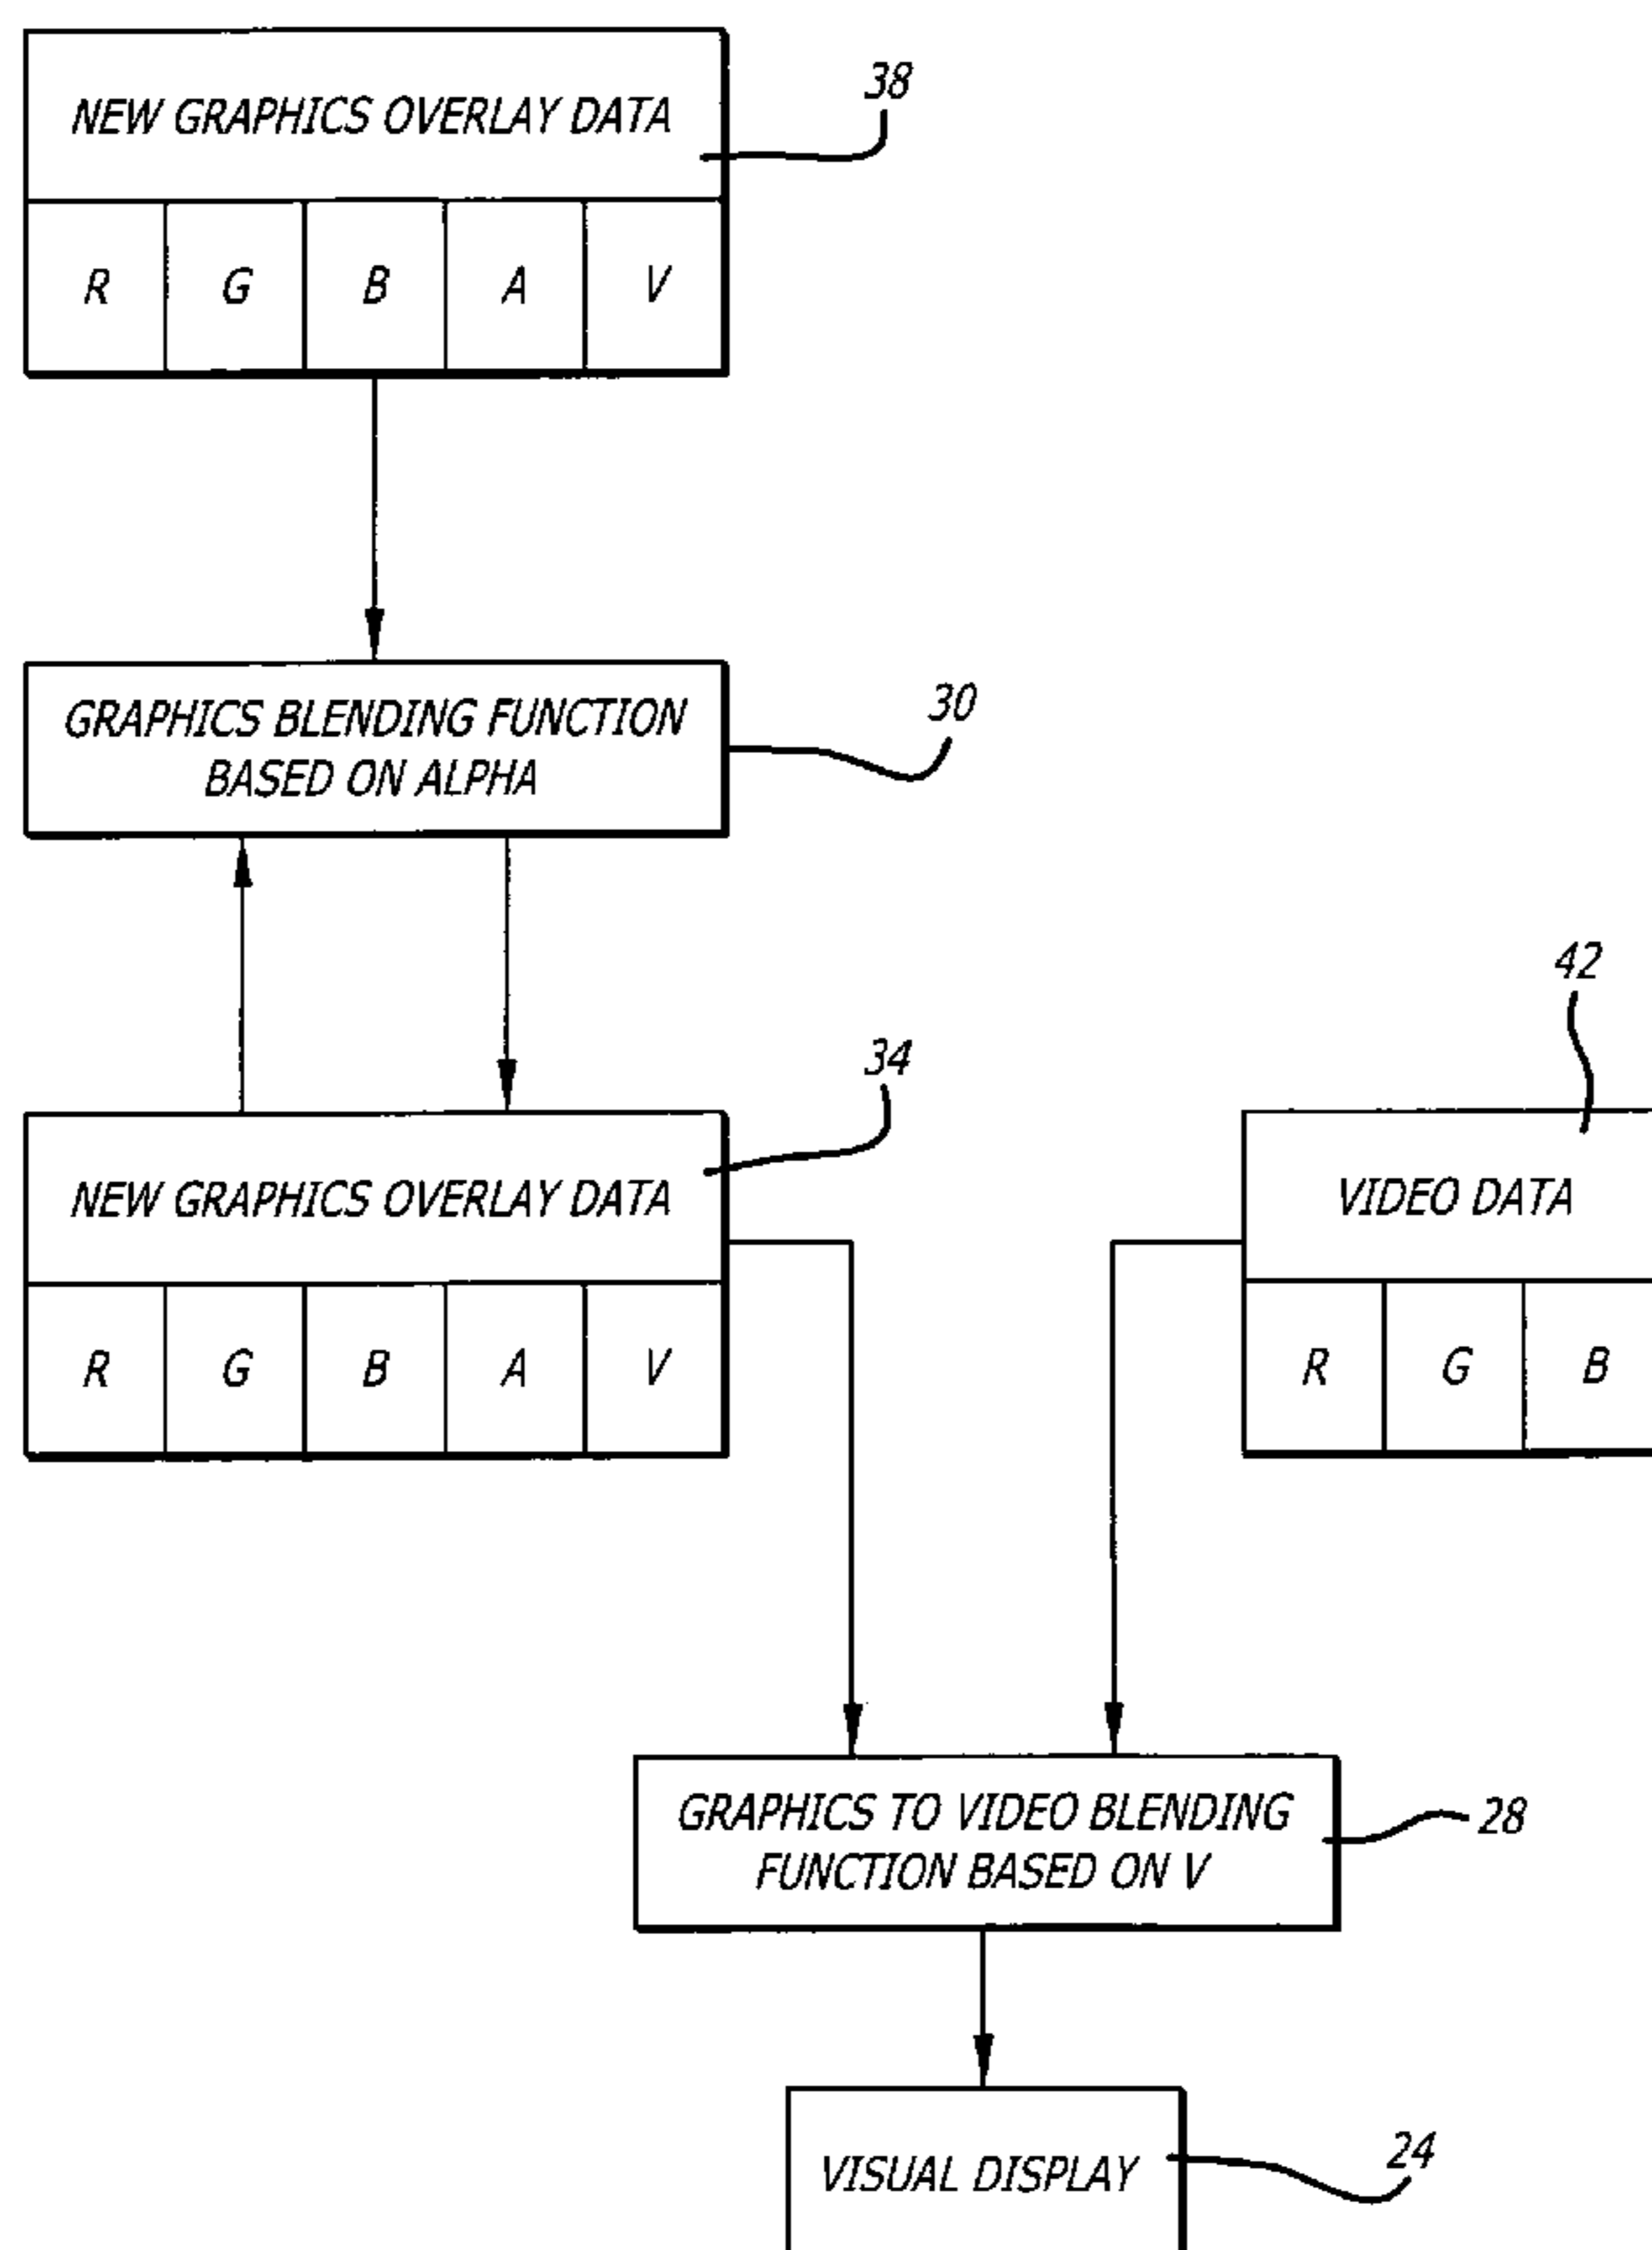 NEW GRAPHICS OVERLAY DATA
38
R G B A V
GRAPHICS BLENDING FUNCTION
BASED ON ALPHA
30
42
34
NEW GRAPHICS OVERLAY DATA
VIDEO DATA
R G B A V
R G B
GRAPHICS TO VIDEO BLENDING
FUNCTION BASED ON V
28
VISUAL DISPLAY
24